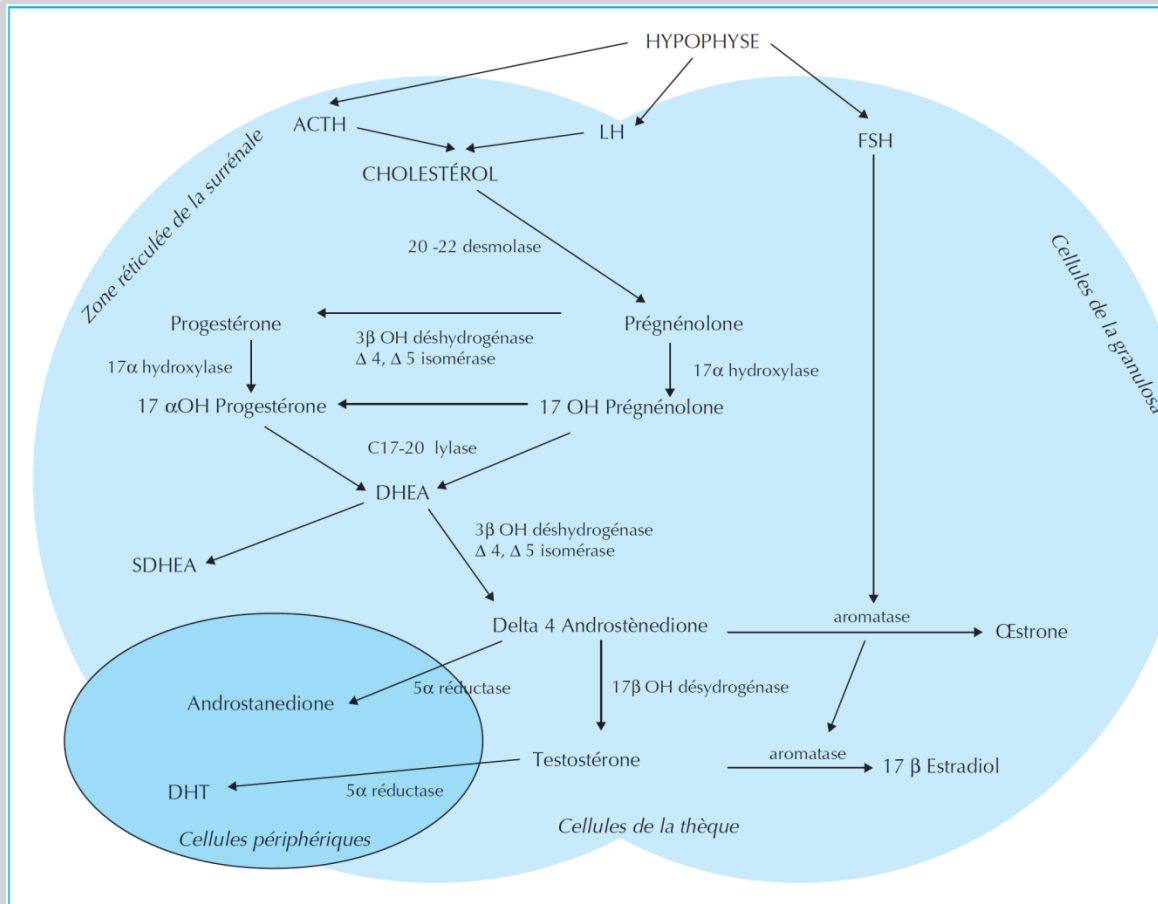 HYPOPHYSE
ACTH
LH
FSH
CHOLESTÉROL
Zone réticulée de la surrénale
Cellules de la granulosa
20 -22 desmolase
Progestérone
Prégnénolone
3β OH déshydrogénase
Δ 4, Δ 5 isomérase
17α hydroxylase
17α hydroxylase
17 αOH Progestérone
17 OH Prégnénolone
C17-20 lylase
DHEA
3β OH déshydrogénase
Δ 4, Δ 5 isomérase
SDHEA
Delta 4 Androstènedione
aromatase
Œstrone
5α réductase
17β OH désydrogénase
Androstanedione
Testostérone
aromatase
17 β Estradiol
DHT
5α réductase
Cellules périphériques
Cellules de la thèque